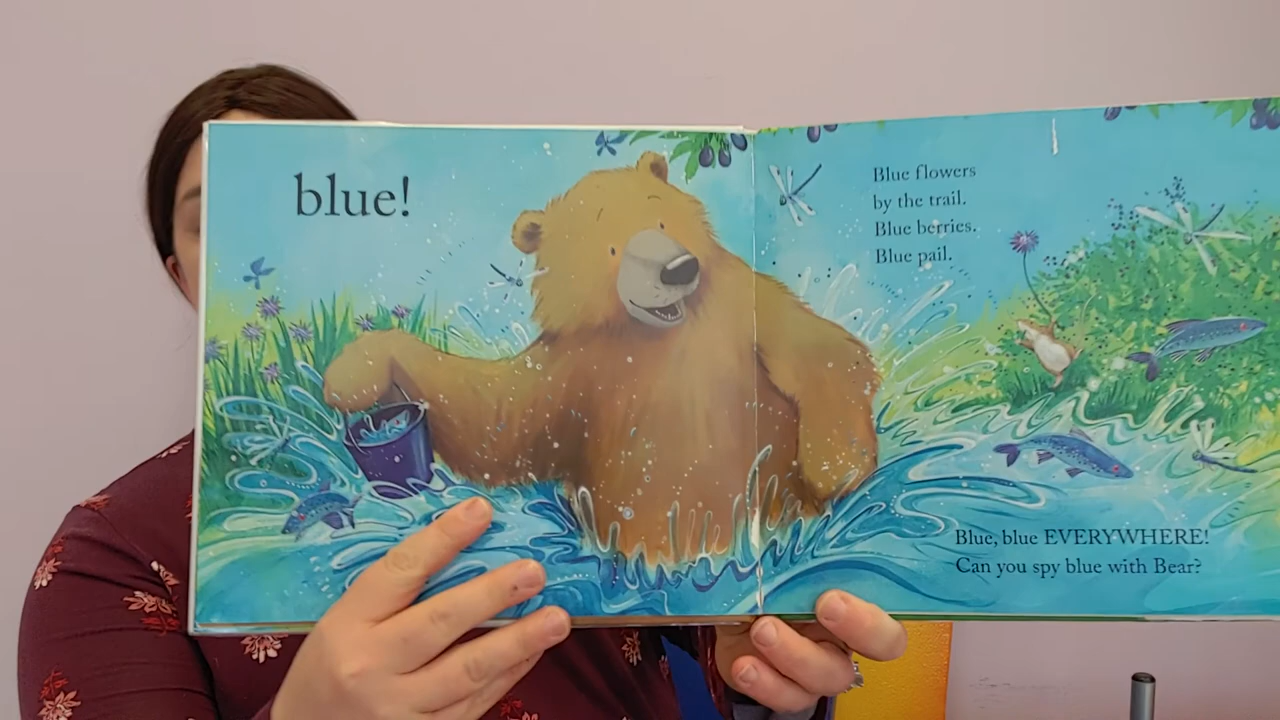 blue!
Blue flowers
by the trail.
Blue berries.
Blue pail.
Blue, blue EVERYWHERE!
Can you spy blue with Bear?